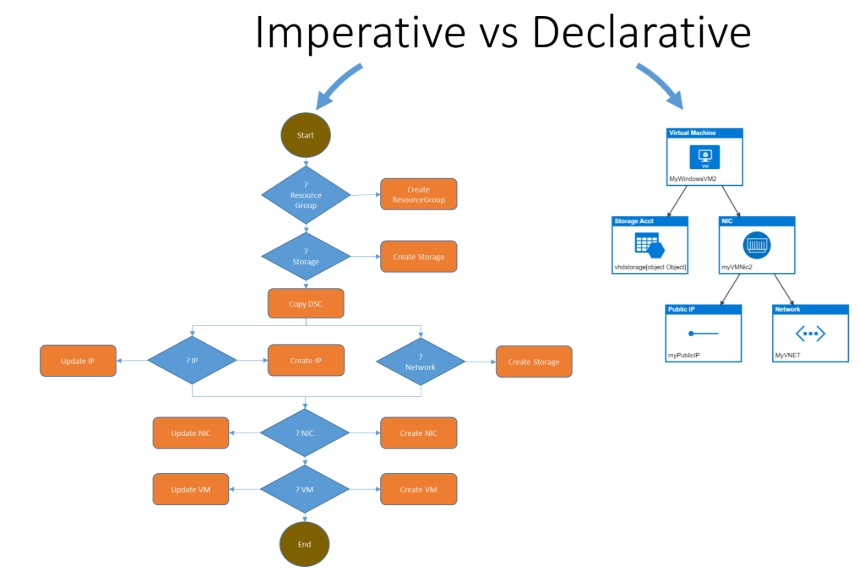 Imperative vs Declarative
Start
?
Resource
Group
Create
ResourceGroup
?
Storage
Create Storage
Copy DSC
Update IP
? IP
Create IP
?
Network
Create Storage
Update NIC
? NIC
Create NIC
Update VM
? VM
Create VM
End
Virtual Machine
VM
MyWindowsVM2
Storage Acct
vhdstorage[object Object]
NIC
myVMNic2
Public IP
myPublicIP
Network
MyVNET